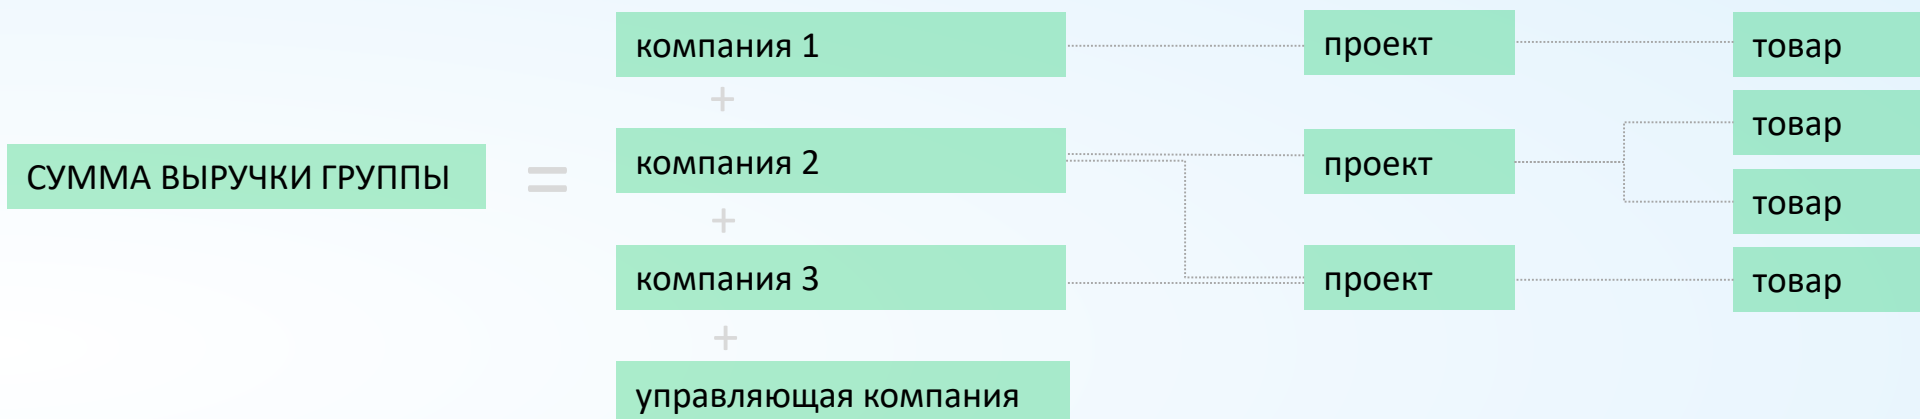 компания 1 проект товар
+
товар
СУММА ВЫРУЧКИ ГРУППЫ = компания 2 проект
товар
+
компания 3 проект товар
+
управляющая компания